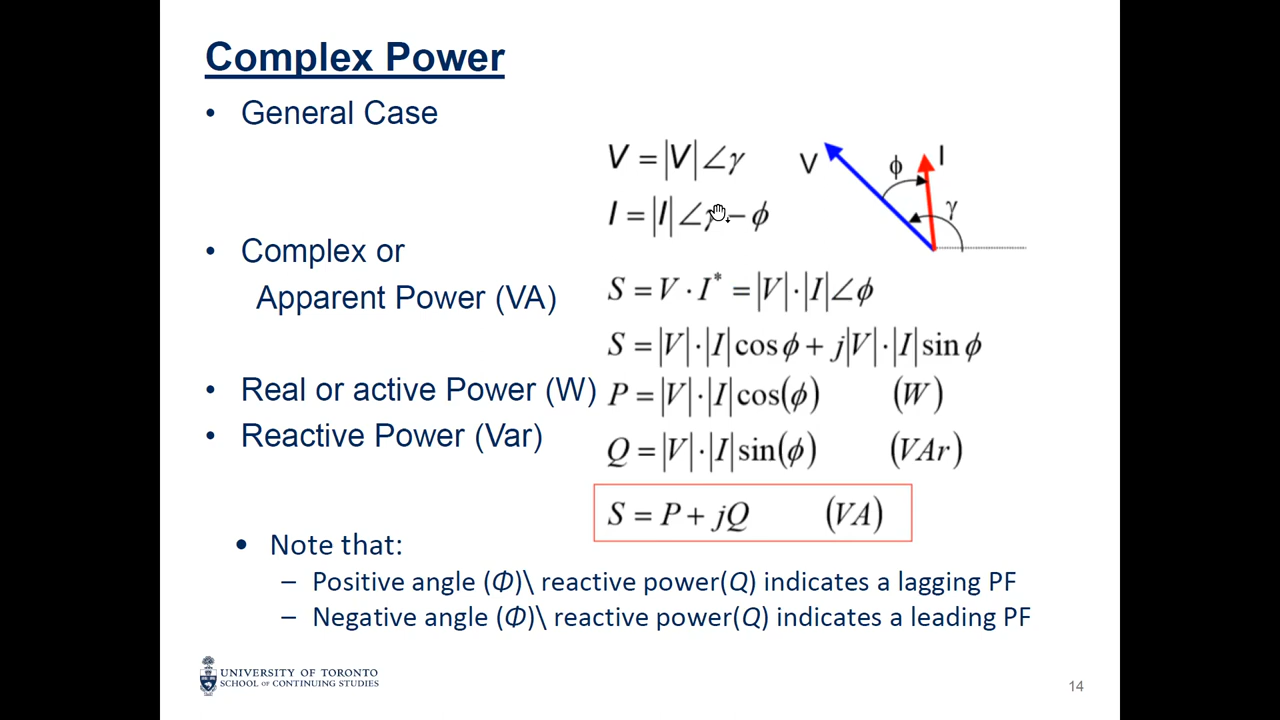 Complex Power
• General Case
V = |V|∠γ
I = |I|∠γ − ϕ
V
ϕ
I
γ
• Complex or
Apparent Power (VA)
S = V · I* = |V| · |I|∠ϕ
S = |V| · |I| cos ϕ + j|V| · |I| sin ϕ
• Real or active Power (W) P = |V| · |I| cos(ϕ) (W)
• Reactive Power (Var) Q = |V| · |I| sin(ϕ) (VAr)
S = P + jQ (VA)
• Note that:
– Positive angle (Φ)\ reactive power(Q) indicates a lagging PF
– Negative angle (Φ)\ reactive power(Q) indicates a leading PF
UNIVERSITY OF TORONTO
SCHOOL OF CONTINUING STUDIES
14